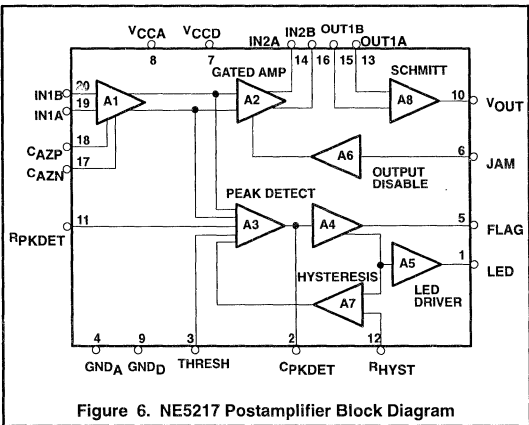 VCCA VCCD IN2A IN2B OUT1B OUT1A
8 7 14 16 15 13
GATED AMP SCHMITT
IN1B 20 A1 A2 A8 10 VOUT
IN1A 19
CAZP 18 A6 6 JAM
CAZN 17 OUTPUT
DISABLE
PEAK DETECT
RPKDET 11 A3 A4 5 FLAG
A5 1 LED
HYSTERESIS LED
A7 DRIVER
4 9 3 2 12
GNDA GNDD THRESH CPKDET RHYST
Figure 6. NE5217 Postamplifier Block Diagram